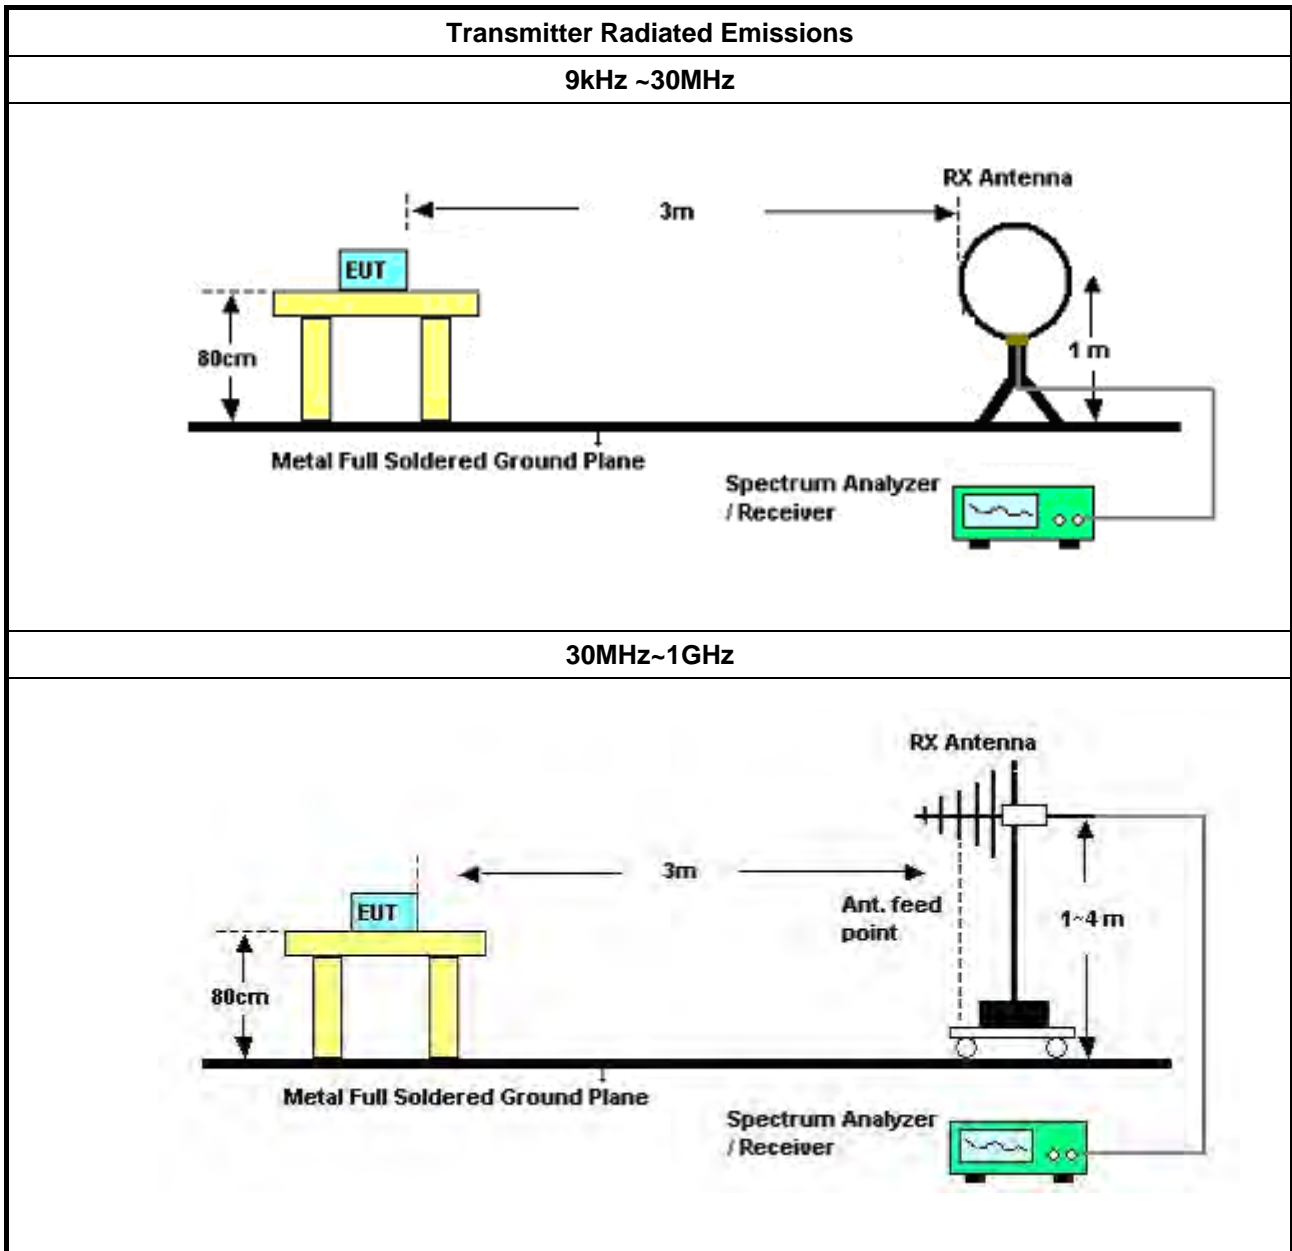 Transmitter Radiated Emissions
9kHz ~30MHz
RX Antenna
3m
EUT
80cm
1 m
Metal Full Soldered Ground Plane
Spectrum Analyzer
/ Receiver
30MHz~1GHz
RX Antenna
3m
Ant. feed
point
1~4 m
EUT
80cm
Metal Full Soldered Ground Plane
Spectrum Analyzer
/ Receiver